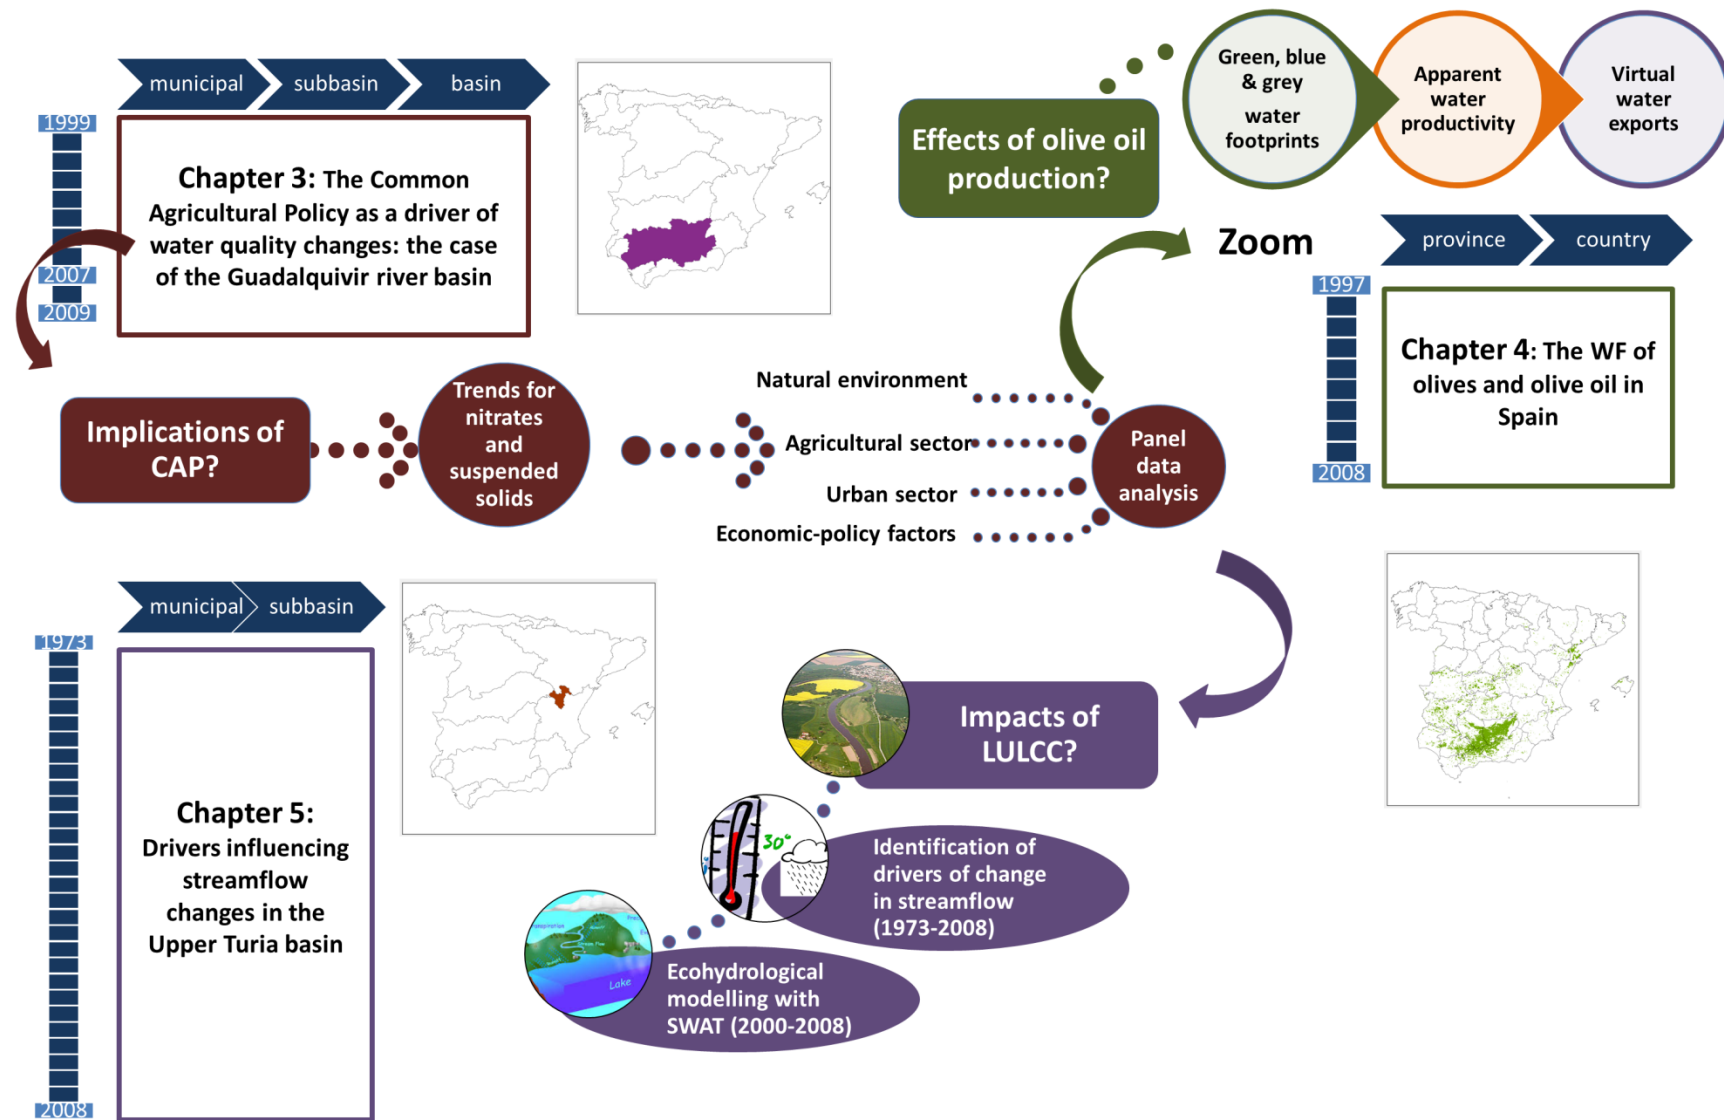 municipal
subbasin
basin
1999
2007
2009
Chapter 3: The Common
Agricultural Policy as a driver of
water quality changes: the case
of the Guadalquivir river basin
Effects of olive oil
production?
Green, blue
& grey
water
footprints
Apparent
water
productivity
Virtual
water
exports
Zoom
province
country
1997
2008
Chapter 4: The WF of
olives and olive oil in
Spain
Implications of
CAP?
Trends for
nitrates
and
suspended
solids
Natural environment
Agricultural sector
Urban sector
Economic-policy factors
Panel
data
analysis
municipal
subbasin
1973
2008
Chapter 5:
Drivers influencing
streamflow
changes in the
Upper Turia basin
Impacts of
LULCC?
30°
Identification of
drivers of change
in streamflow
(1973-2008)
Lake
Ecohydrological
modelling with
SWAT (2000-2008)